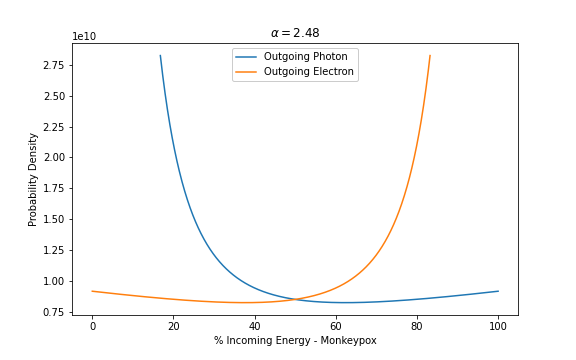 α = 2.48
1e10
Outgoing Photon
Outgoing Electron
2.75
2.50
2.25
2.00
1.75
1.50
1.25
1.00
0.75
Probability Density
0 20 40 60 80 100
% Incoming Energy - Monkeypox